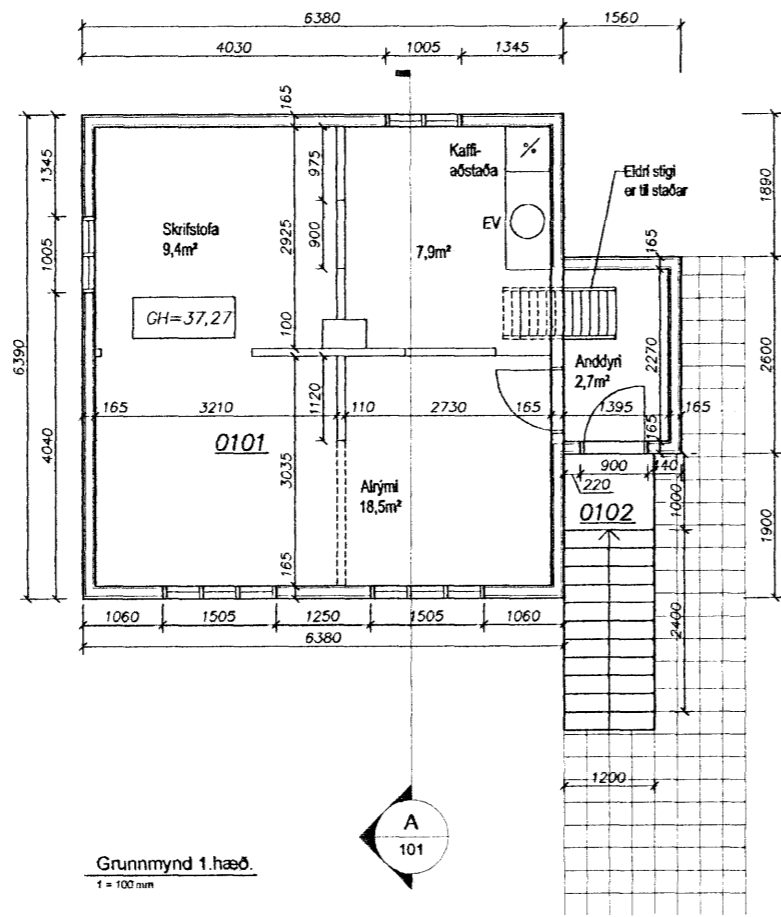 6380
1560
4030
1005
1345
165
1345
975
Kaffi-
aðstaða
%
Eldri stigi
er til staðar
1890
Skrifstofa
9,4m²
2925
900
EV
7,9m²
165
1005
GH=37,27
100
6390
Anddyri
2,7m²
2270
2600
165
3210
1120
110
2730
165
1395
165
4040
0101
3035
165
Alrými
18,5m²
900
140
220
0102
1000
1900
165
2400
1060
1505
1250
1505
1060
6380
1200
A
101
Grunnmynd 1.hæð.
1 = 100 mm